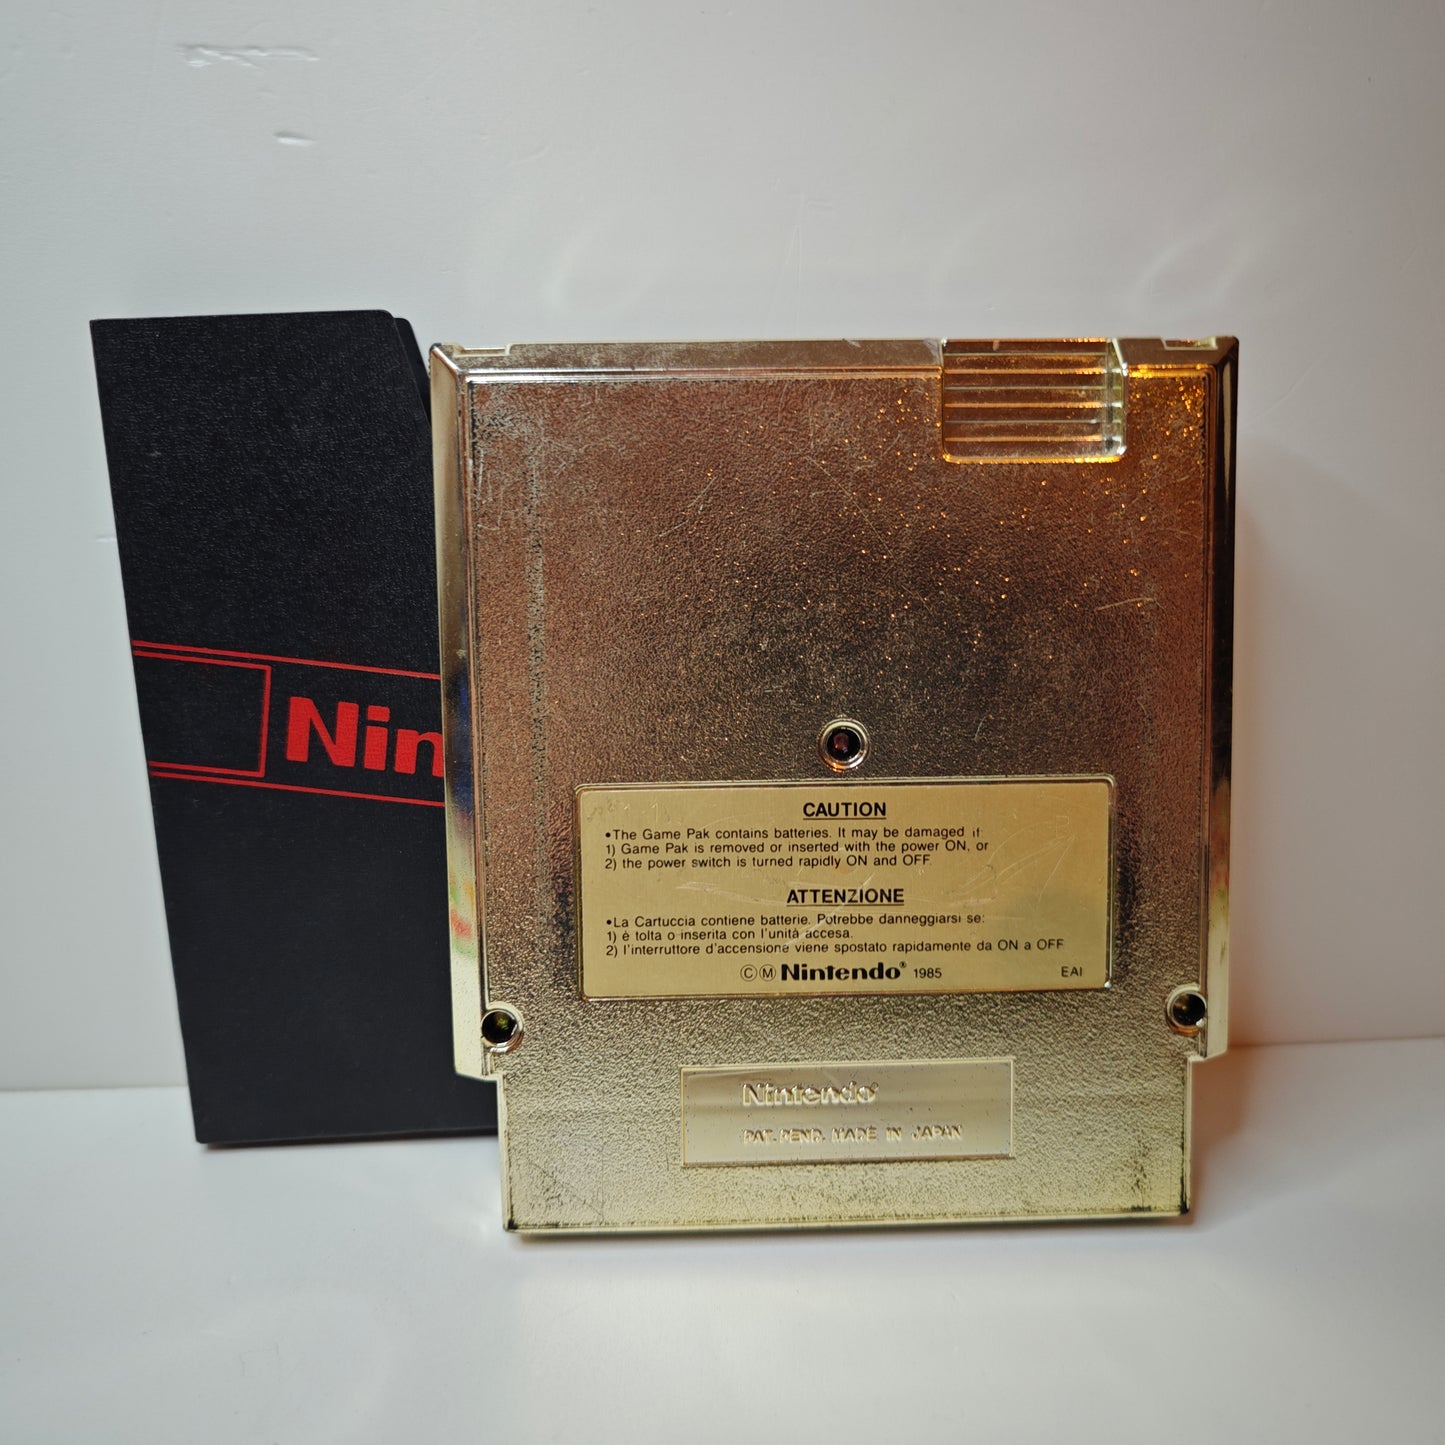 Nin
CAUTION
•The Game Pak contains batteries. It may be damaged if:
1) Game Pak is removed or inserted with the power ON, or
2) the power switch is turned rapidly ON and OFF.
ATTENZIONE
•La Cartuccia contiene batterie. Potrebbe danneggiarsi se:
1) è tolta o inserita con l'unità accesa.
2) l'interruttore d'accensione viene spostato rapidamente da ON a OFF.
©Ⓜ Nintendo® 1985 EAI
Nintendo®
PAT. PEND. MADE IN JAPAN